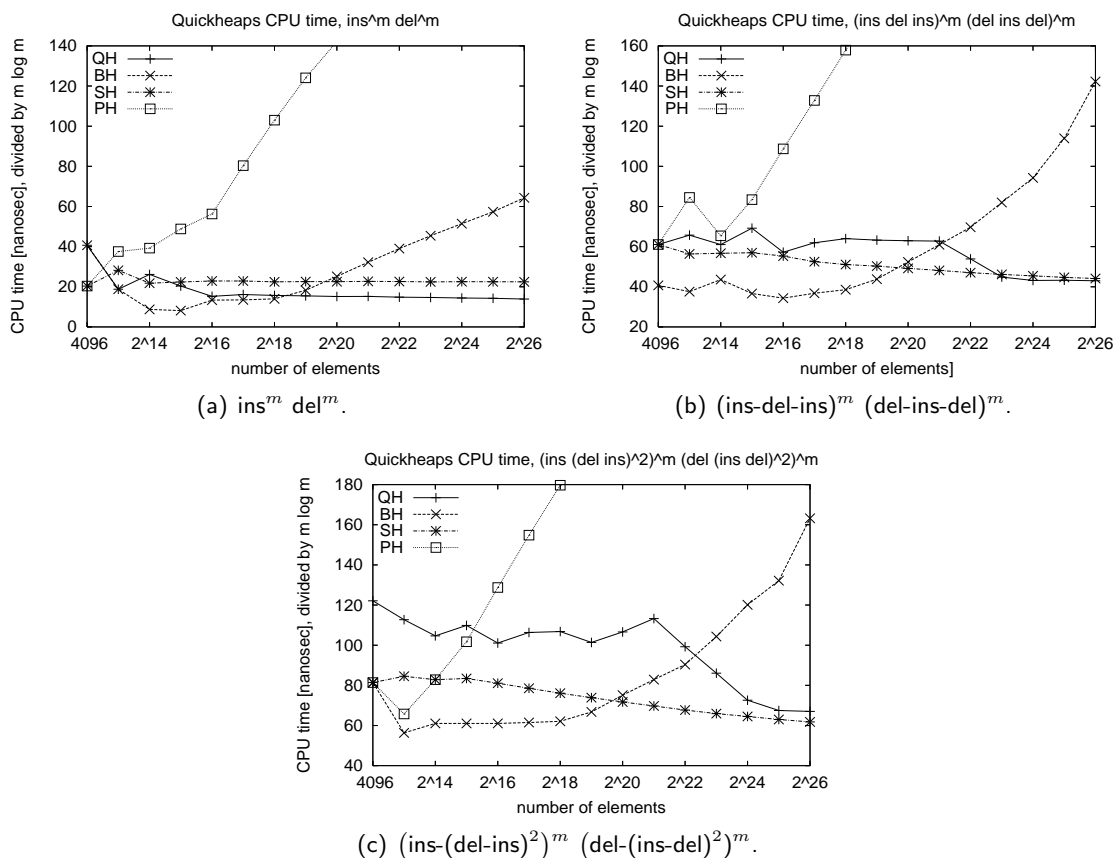 Quickheaps CPU time, ins^m del^m
CPU time [nanosec], divided by m log m
140
120
100
80
60
40
20
0
QH
BH
SH
PH
4096 2^14 2^16 2^18 2^20 2^22 2^24 2^26
number of elements
(a) ins^m del^m.
Quickheaps CPU time, (ins del ins)^m (del ins del)^m
CPU time [nanosec], divided by m log m
160
140
120
100
80
60
40
20
QH
BH
SH
PH
4096 2^14 2^16 2^18 2^20 2^22 2^24 2^26
number of elements]
(b) (ins-del-ins)^m (del-ins-del)^m.
Quickheaps CPU time, (ins (del ins)^2)^m (del (ins del)^2)^m
CPU time [nanosec], divided by m log m
180
160
140
120
100
80
60
40
QH
BH
SH
PH
4096 2^14 2^16 2^18 2^20 2^22 2^24 2^26
number of elements
(c) (ins-(del-ins)^2)^m (del-(ins-del)^2)^m.